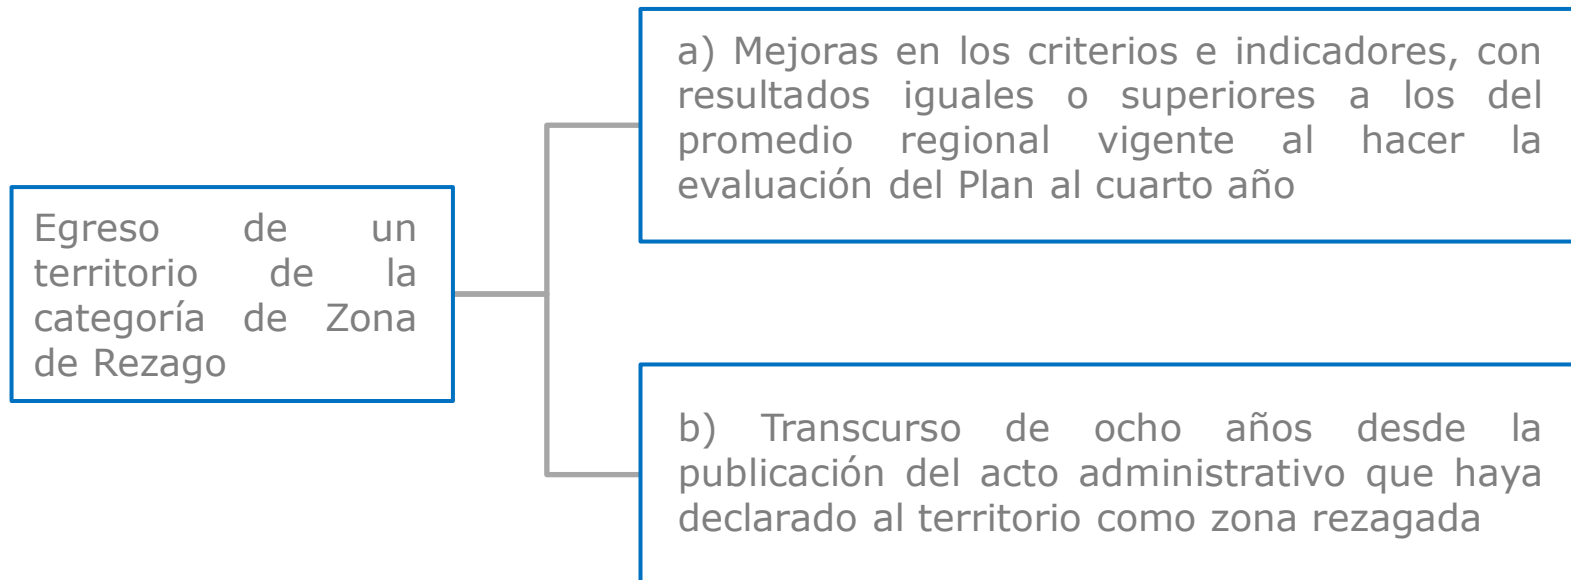 Egreso de un
territorio de la
categoría de Zona
de Rezago
a) Mejoras en los criterios e indicadores, con
resultados iguales o superiores a los del
promedio regional vigente al hacer la
evaluación del Plan al cuarto año
b) Transcurso de ocho años desde la
publicación del acto administrativo que haya
declarado al territorio como zona rezagada